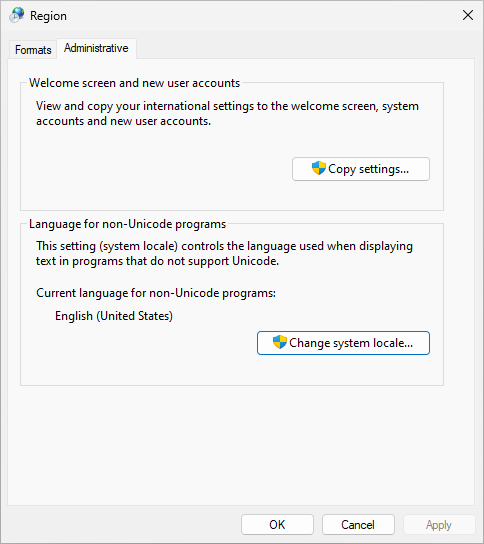 Region
Formats
Administrative
Welcome screen and new user accounts
View and copy your international settings to the welcome screen, system
accounts and new user accounts.
Copy settings...
Language for non-Unicode programs
This setting (system locale) controls the language used when displaying
text in programs that do not support Unicode.
Current language for non-Unicode programs:
English (United States)
Change system locale...
OK
Cancel
Apply